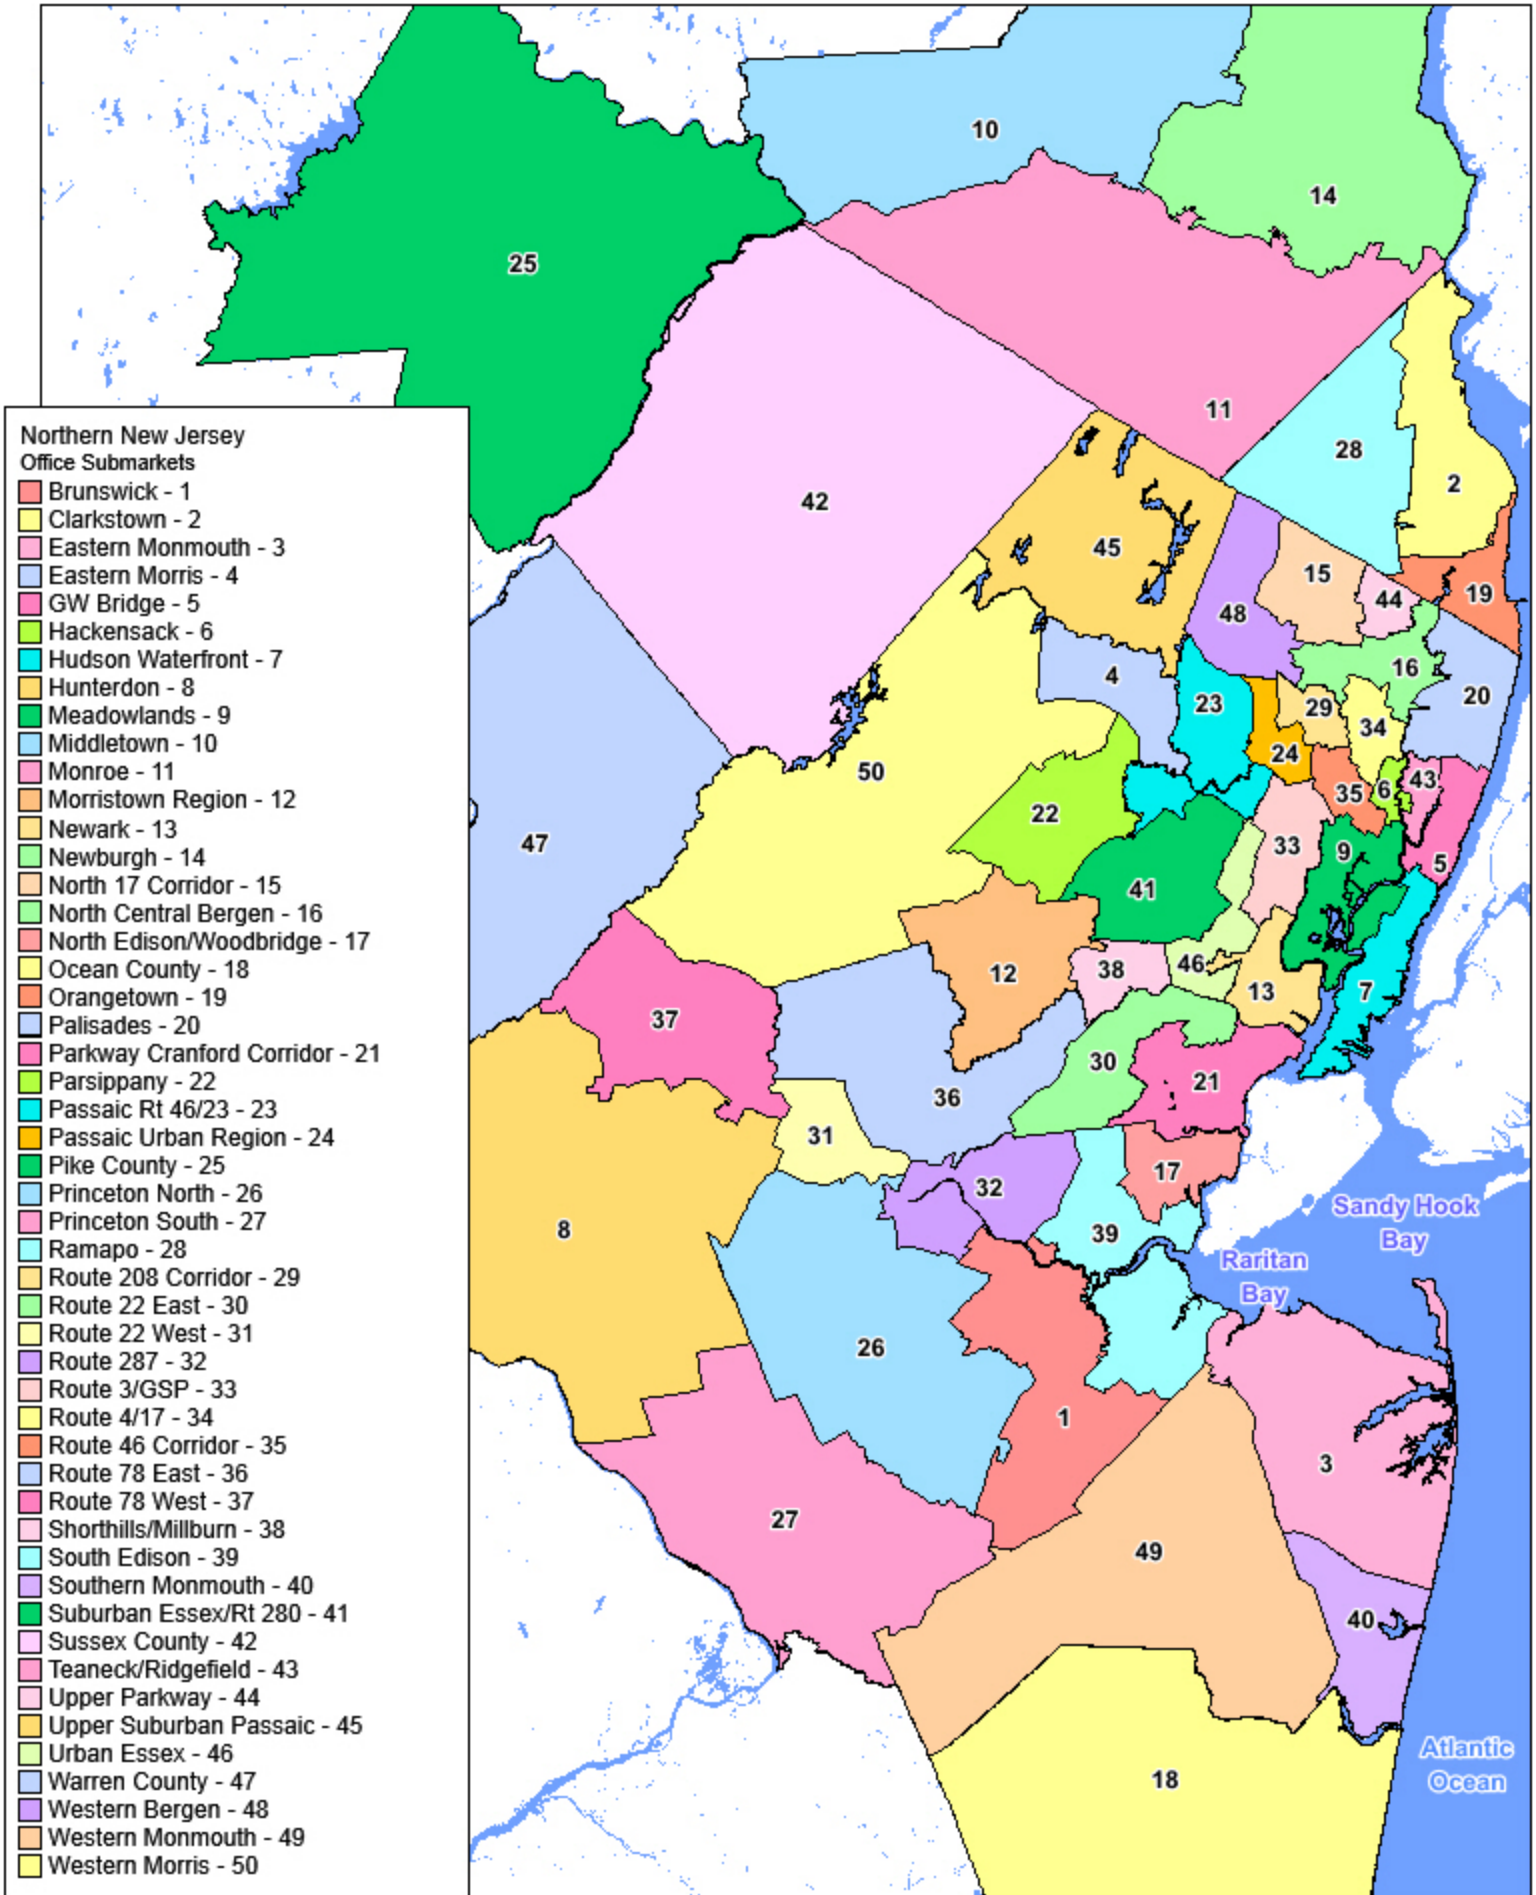 Northern New Jersey
Office Submarkets
Brunswick - 1
Clarkstown - 2
Eastern Monmouth - 3
Eastern Morris - 4
GW Bridge - 5
Hackensack - 6
Hudson Waterfront - 7
Hunterdon - 8
Meadowlands - 9
Middletown - 10
Monroe - 11
Morristown Region - 12
Newark - 13
Newburgh - 14
North 17 Corridor - 15
North Central Bergen - 16
North Edison/Woodbridge - 17
Ocean County - 18
Orangetown - 19
Palisades - 20
Parkway Cranford Corridor - 21
Parsippany - 22
Passaic Rt 46/23 - 23
Passaic Urban Region - 24
Pike County - 25
Princeton North - 26
Princeton South - 27
Ramapo - 28
Route 208 Corridor - 29
Route 22 East - 30
Route 22 West - 31
Route 287 - 32
Route 3/GSP - 33
Route 4/17 - 34
Route 46 Corridor - 35
Route 78 East - 36
Route 78 West - 37
Shorthills/Millburn - 38
South Edison - 39
Southern Monmouth - 40
Suburban Essex/Rt 280 - 41
Sussex County - 42
Teaneck/Ridgefield - 43
Upper Parkway - 44
Upper Suburban Passaic - 45
Urban Essex - 46
Warren County - 47
Western Bergen - 48
Western Monmouth - 49
Western Morris - 50
10
14
25
11
28
2
42
45
15
44
19
48
16
4
20
23
29
34
24
50
43
35
6
22
47
33
9
5
41
12
38
46
13
7
37
30
21
36
31
17
32
8
39
Sandy Hook
Bay
Raritan
Bay
26
1
3
27
49
40
18
Atlantic
Ocean